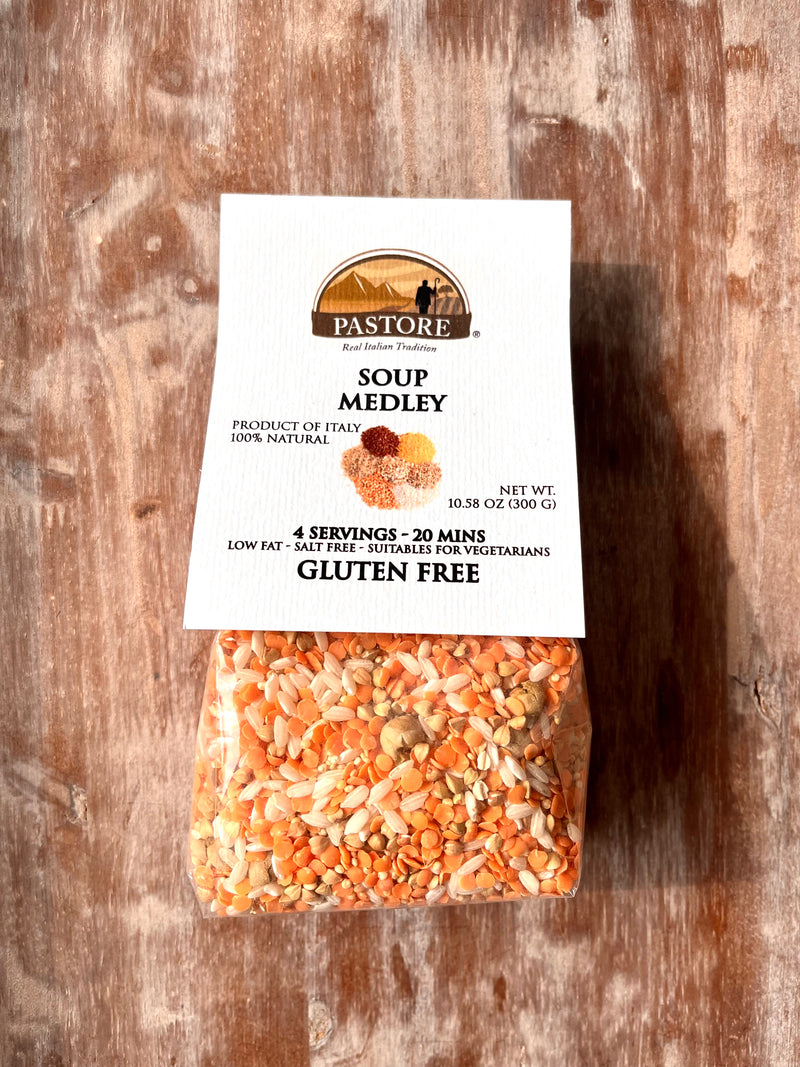 PASTORE
®
Real Italian Tradition
SOUP
MEDLEY
PRODUCT OF ITALY
100% NATURAL
NET WT.
10.58 OZ (300 G)
4 SERVINGS - 20 MINS
LOW FAT - SALT FREE - SUITABLES FOR VEGETARIANS
GLUTEN FREE